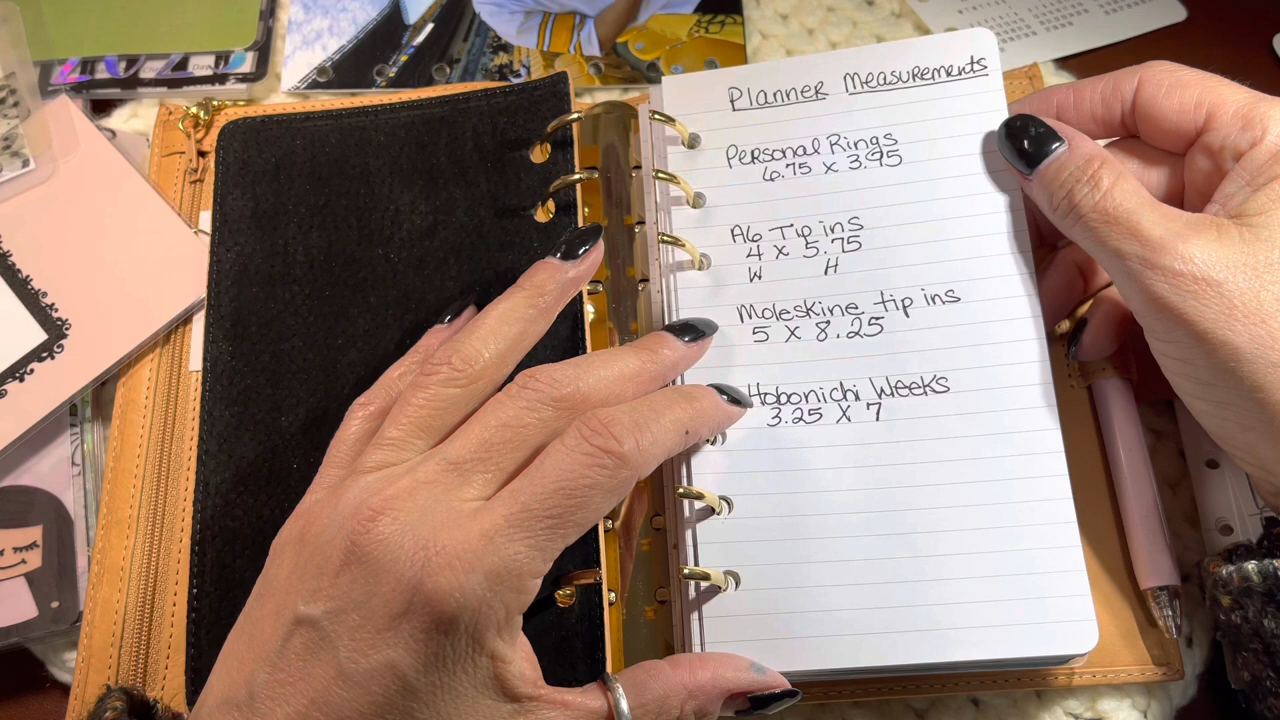 2025
Planner Measurements
Personal Rings
6.75 x 3.95
A6 Tip ins
4 x 5.75
W H
Moleskine tip ins
5 x 8.25
Hobonichi Weeks
3.25 x 7